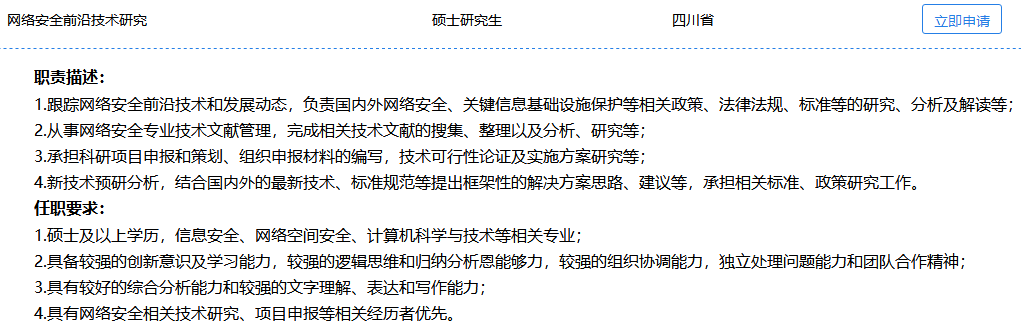 网络安全前沿技术研究 硕士研究生 四川省 立即申请
职责描述：
1.跟踪网络安全前沿技术和发展动态，负责国内外网络安全、关键信息基础设施保护等相关政策、法律法规、标准等的研究、分析及解读等；
2.从事网络安全专业技术文献管理，完成相关技术文献的搜集、整理以及分析、研究等；
3.承担科研项目申报和策划、组织申报材料的编写，技术可行性论证及实施方案研究等；
4.新技术预研分析，结合国内外的最新技术、标准规范等提出框架性的解决方案思路、建议等，承担相关标准、政策研究工作。
任职要求：
1.硕士及以上学历，信息安全、网络空间安全、计算机科学与技术等相关专业；
2.具备较强的创新意识及学习能力，较强的逻辑思维和归纳分析恩能够力，较强的组织协调能力，独立处理问题能力和团队合作精神；
3.具有较好的综合分析能力和较强的文字理解、表达和写作能力；
4.具有网络安全相关技术研究、项目申报等相关经历者优先。